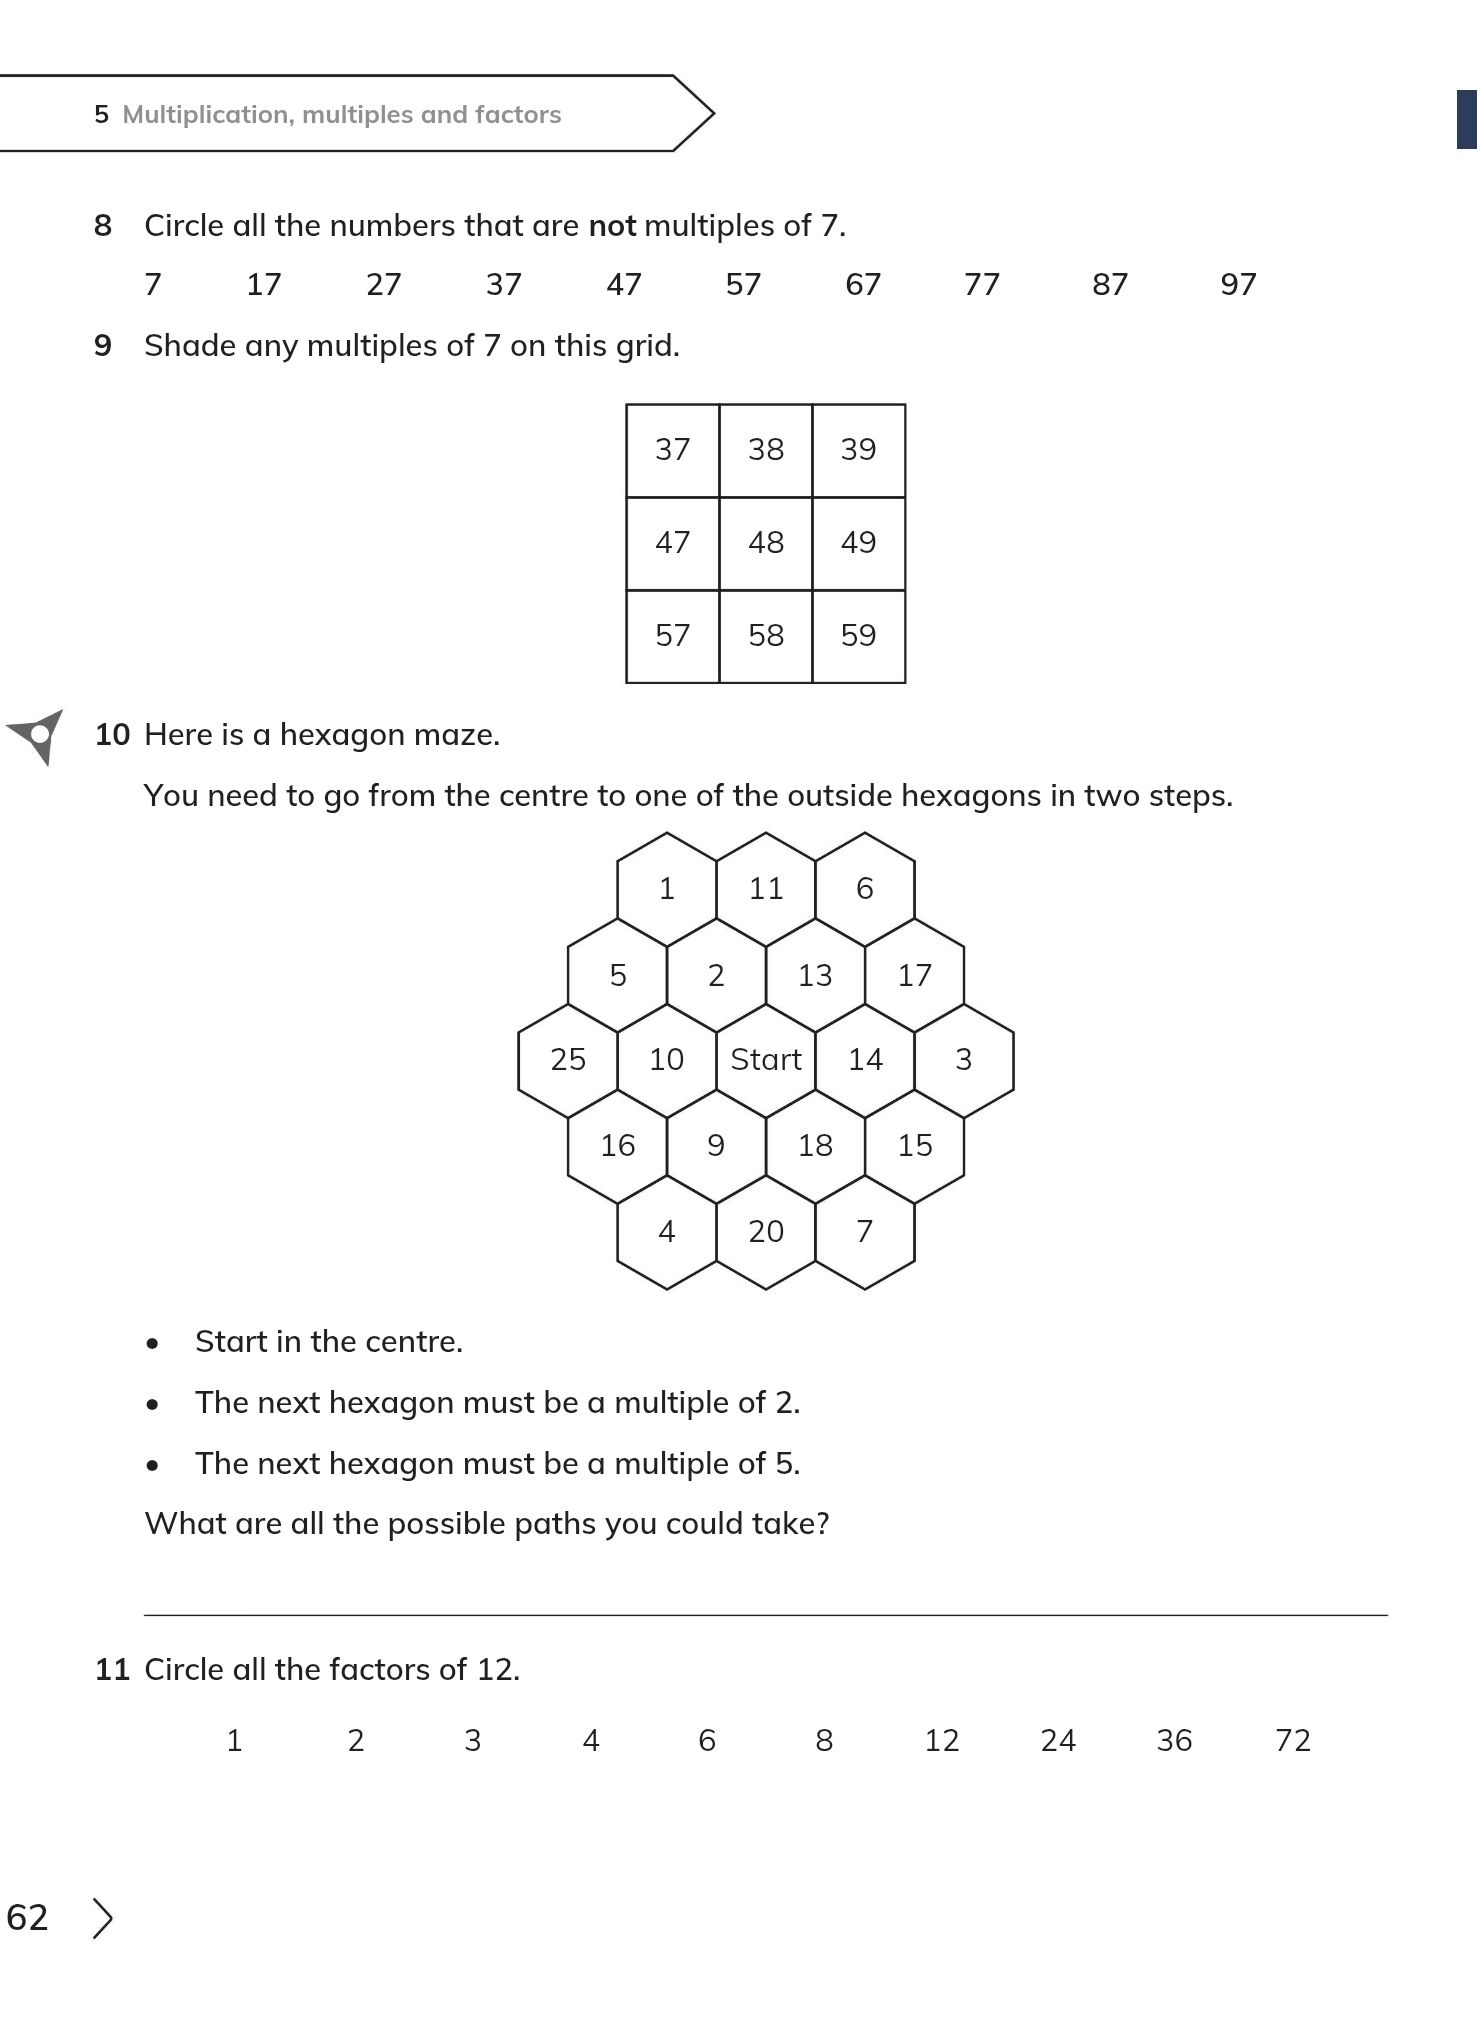 5 Multiplication, multiples and factors
8 Circle all the numbers that are not multiples of 7.
7 17 27 37 47 57 67 77 87 97
9 Shade any multiples of 7 on this grid.
37 38 39
47 48 49
57 58 59
10 Here is a hexagon maze.
You need to go from the centre to one of the outside hexagons in two steps.
1 11 6
5 2 13 17
25 10 Start 14 3
16 9 18 15
4 20 7
• Start in the centre.
• The next hexagon must be a multiple of 2.
• The next hexagon must be a multiple of 5.
What are all the possible paths you could take?
11 Circle all the factors of 12.
1 2 3 4 6 8 12 24 36 72
62